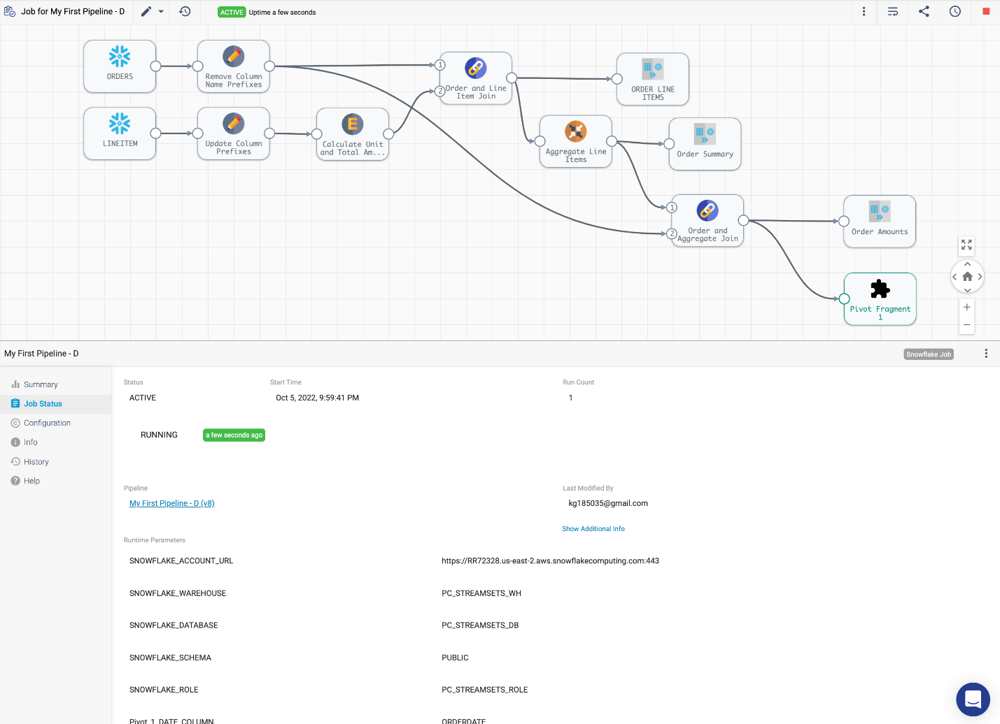 Job for My First Pipeline - D
ACTIVE Uptime a few seconds
ORDERS
Remove Column
Name Prefixes
1
2
Order and Line
Item Join
ORDER LINE
ITEMS
LINEITEM
Update Column
Prefixes
E
Calculate Unit
and Total Am...
Aggregate Line
Items
Order Summary
1
2
Order and
Aggregate Join
Order Amounts
Pivot Fragment
1
My First Pipeline - D
Snowflake Job
Summary
Job Status
Configuration
Info
History
Help
Status
ACTIVE
Start Time
Oct 5, 2022, 9:59:41 PM
Run Count
1
RUNNING a few seconds ago
Pipeline
My First Pipeline - D (v8)
Last Modified By
kg185035@gmail.com
Show Additional Info
Runtime Parameters
SNOWFLAKE_ACCOUNT_URL https://RR72328.us-east-2.aws.snowflakecomputing.com:443
SNOWFLAKE_WAREHOUSE PC_STREAMSETS_WH
SNOWFLAKE_DATABASE PC_STREAMSETS_DB
SNOWFLAKE_SCHEMA PUBLIC
SNOWFLAKE_ROLE PC_STREAMSETS_ROLE
Pivot_1_DATE_COLUMN ORDERDATE